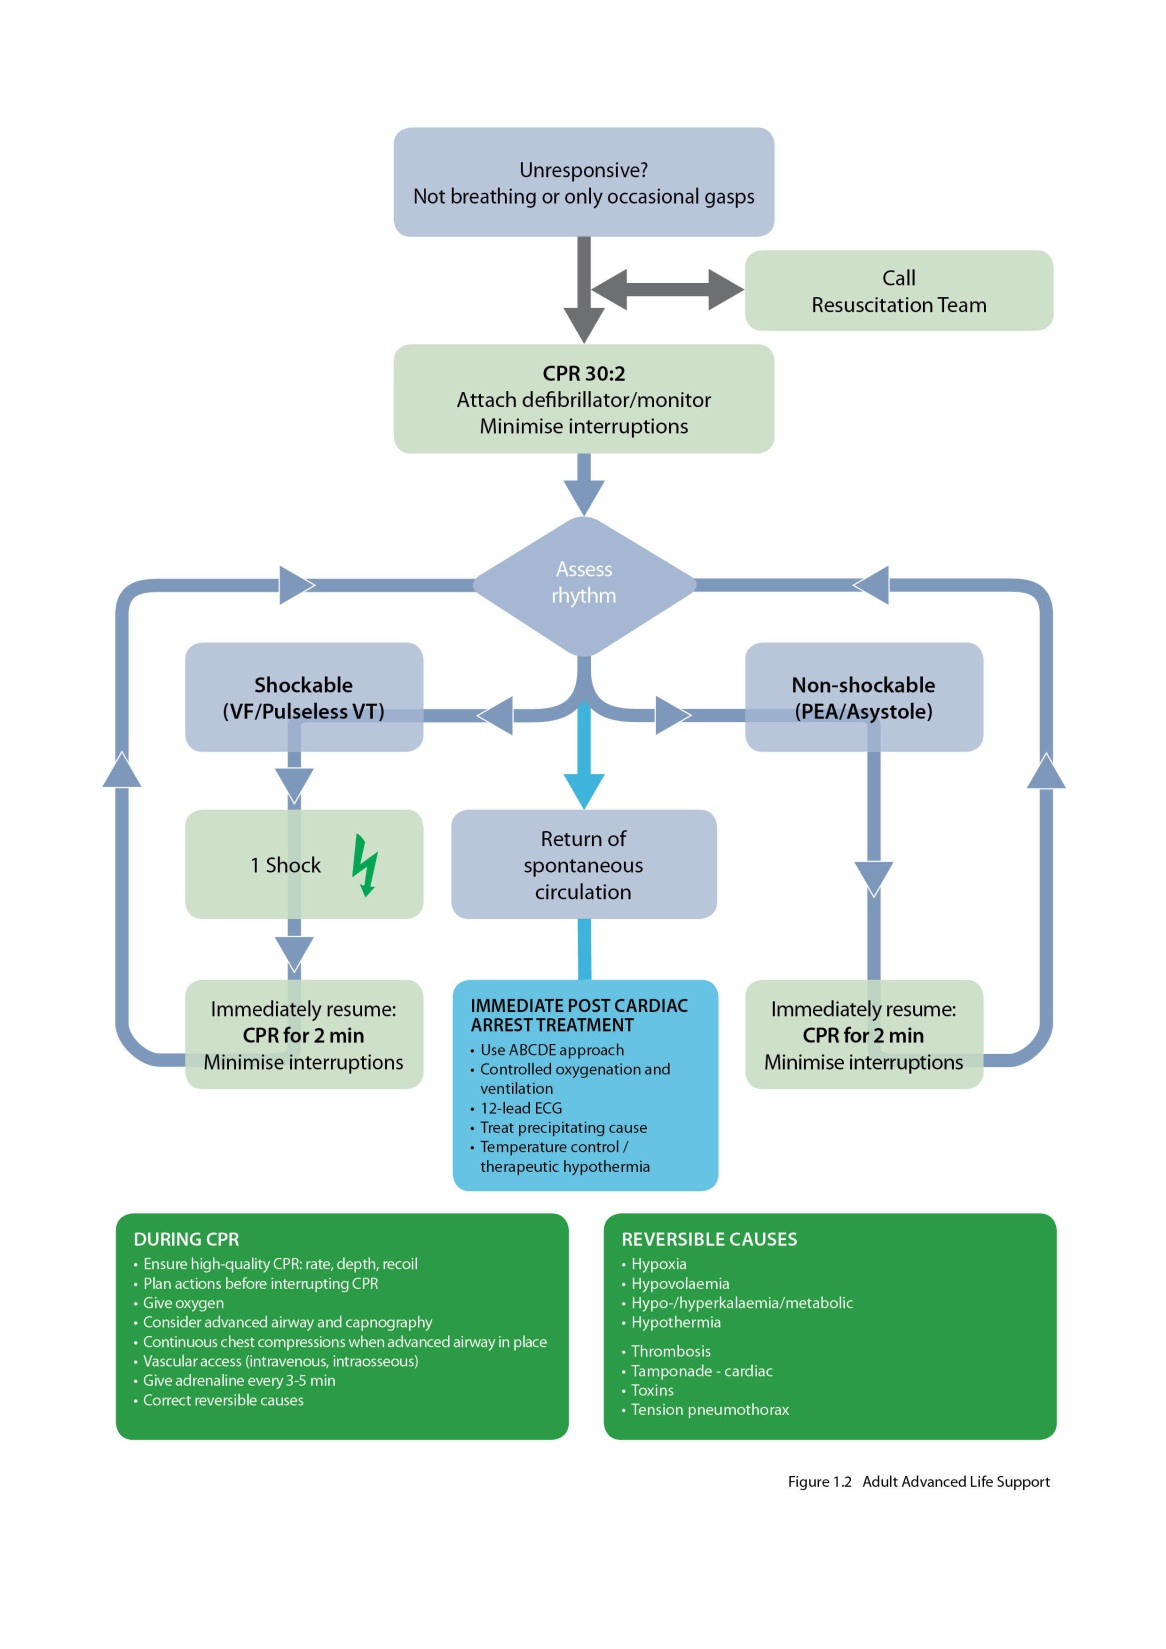 Unresponsive?
Not breathing or only occasional gasps
Call
Resuscitation Team
CPR 30:2
Attach defibrillator/monitor
Minimise interruptions
Assess
rhythm
Shockable
(VF/Pulseless VT)
Non-shockable
(PEA/Asystole)
1 Shock
Return of
spontaneous
circulation
Immediately resume:
CPR for 2 min
Minimise interruptions
IMMEDIATE POST CARDIAC
ARREST TREATMENT
• Use ABCDE approach
• Controlled oxygenation and
ventilation
• 12-lead ECG
• Treat precipitating cause
• Temperature control /
therapeutic hypothermia
Immediately resume:
CPR for 2 min
Minimise interruptions
DURING CPR
• Ensure high-quality CPR: rate, depth, recoil
• Plan actions before interrupting CPR
• Give oxygen
• Consider advanced airway and capnography
• Continuous chest compressions when advanced airway in place
• Vascular access (intravenous, intraosseous)
• Give adrenaline every 3-5 min
• Correct reversible causes
REVERSIBLE CAUSES
• Hypoxia
• Hypovolaemia
• Hypo-/hyperkalaemia/metabolic
• Hypothermia
• Thrombosis
• Tamponade - cardiac
• Toxins
• Tension pneumothorax
Figure 1.2 Adult Advanced Life Support